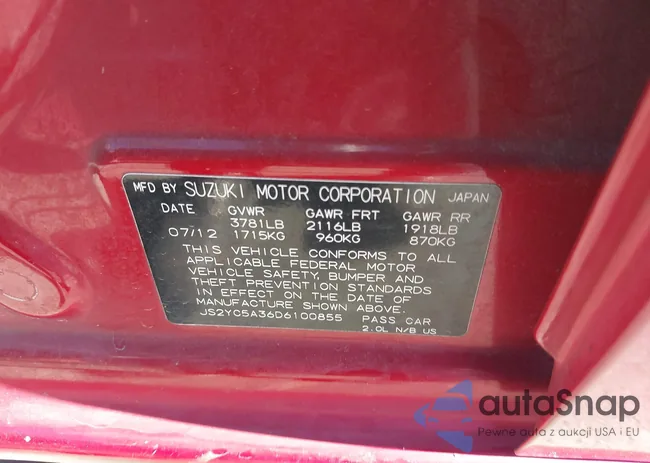 MFD BY SUZUKI MOTOR CORPORATION JAPAN
DATE GVWR GAWR FRT GAWR RR
3781LB 2116LB 1918LB
07/12 1715KG 960KG 870KG
THIS VEHICLE CONFORMS TO ALL
APPLICABLE FEDERAL MOTOR
VEHICLE SAFETY, BUMPER AND
THEFT PREVENTION STANDARDS
IN EFFECT ON THE DATE OF
MANUFACTURE SHOWN ABOVE.
JS2YC5A36D6100855 PASS CAR
2.0L N/B US
autoSnap
Pewne auto z aukcji USA i EU